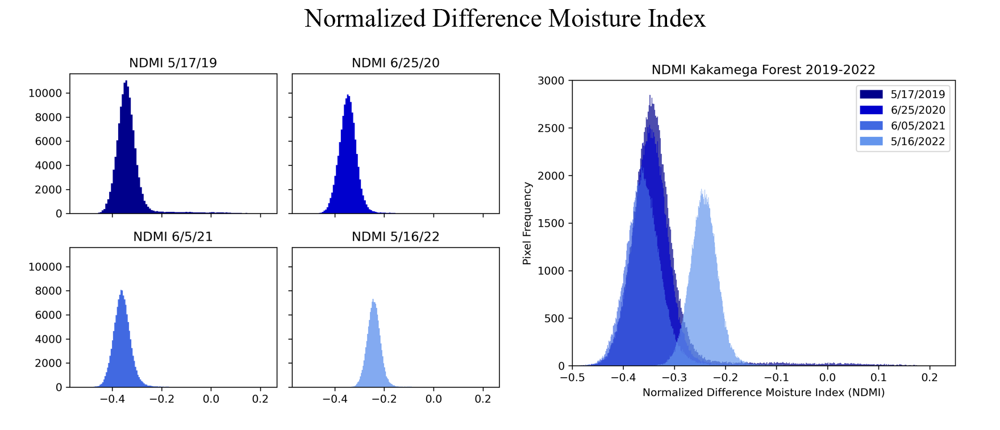 Normalized Difference Moisture Index
NDMI 5/17/19
10000
8000
6000
4000
2000
0
NDMI 6/25/20
NDMI 6/5/21
10000
8000
6000
4000
2000
0
−0.4 −0.2 0.0 0.2
NDMI 5/16/22
−0.4 −0.2 0.0 0.2
NDMI Kakamega Forest 2019-2022
Pixel Frequency
3000
2500
2000
1500
1000
500
0
5/17/2019
6/25/2020
6/05/2021
5/16/2022
−0.5 −0.4 −0.3 −0.2 −0.1 0.0 0.1 0.2
Normalized Difference Moisture Index (NDMI)